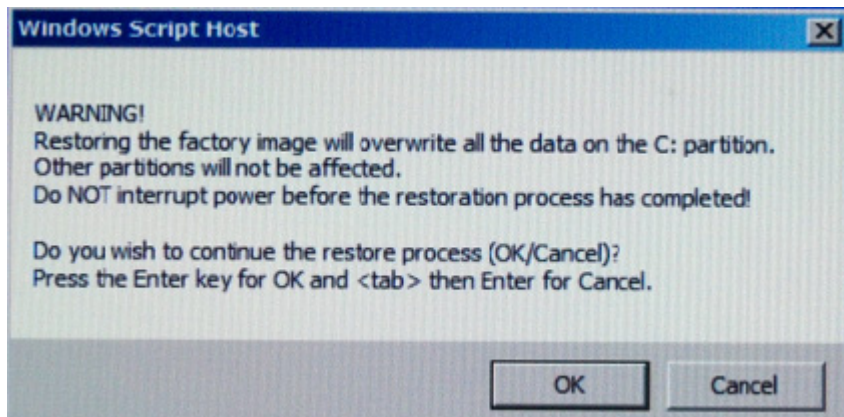 Windows Script Host
WARNING!
Restoring the factory image will overwrite all the data on the C: partition.
Other partitions will not be affected.
Do NOT interrupt power before the restoration process has completed!
Do you wish to continue the restore process (OK/Cancel)?
Press the Enter key for OK and <tab> then Enter for Cancel.
OK Cancel